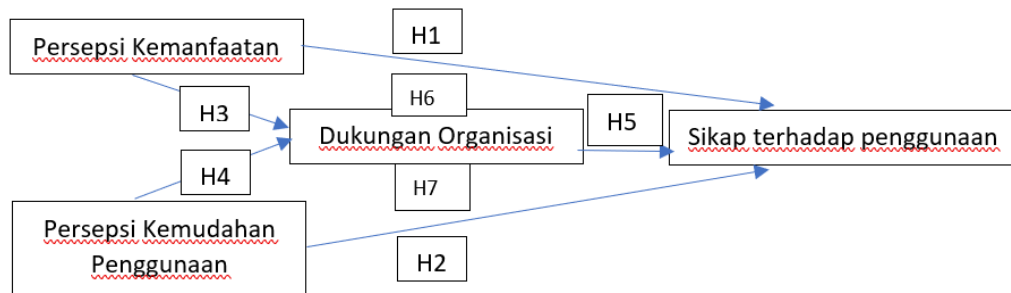 H1
Persepsi Kemanfaatan
H6
H3
Dukungan Organisasi
H5
Sikap terhadap penggunaan
H4
H7
Persepsi Kemudahan
Penggunaan
H2